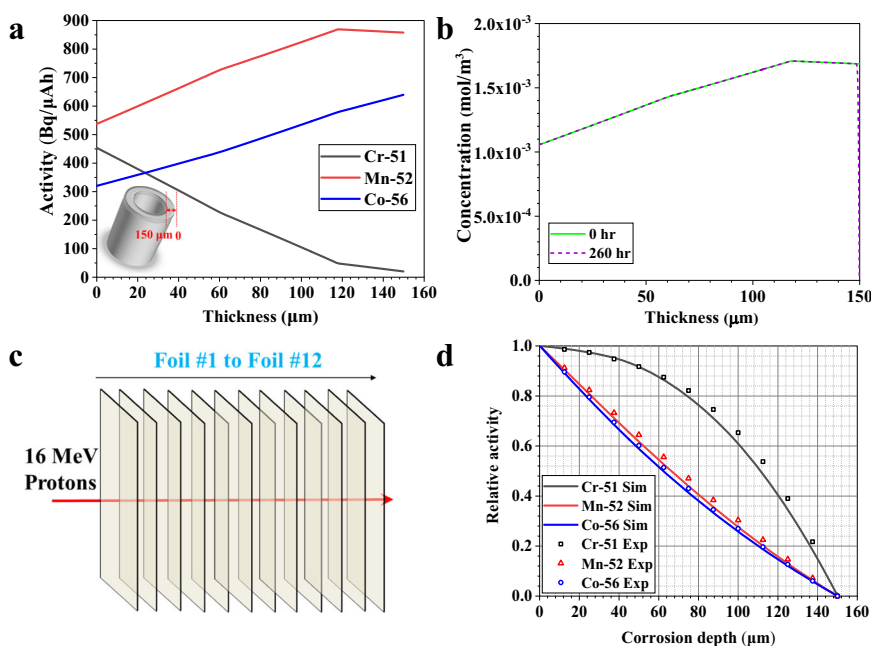 a
900
800
700
600
500
400
300
200
100
0
Activity (Bq/μAh)
Cr-51
Mn-52
Co-56
150 μm
0
0 20 40 60 80 100 120 140 160
Thickness (μm)
b
2.0x10⁻³
1.5x10⁻³
1.0x10⁻³
5.0x10⁻⁴
0.0
Concentration (mol/m³)
0 hr
260 hr
0 50 100 150
Thickness (μm)
c
Foil #1 to Foil #12
16 MeV
Protons
d
1.0
0.8
0.6
0.4
0.2
0.0
Relative activity
Cr-51 Sim
Mn-52 Sim
Co-56 Sim
Cr-51 Exp
Mn-52 Exp
Co-56 Exp
0 20 40 60 80 100 120 140 160
Corrosion depth (μm)